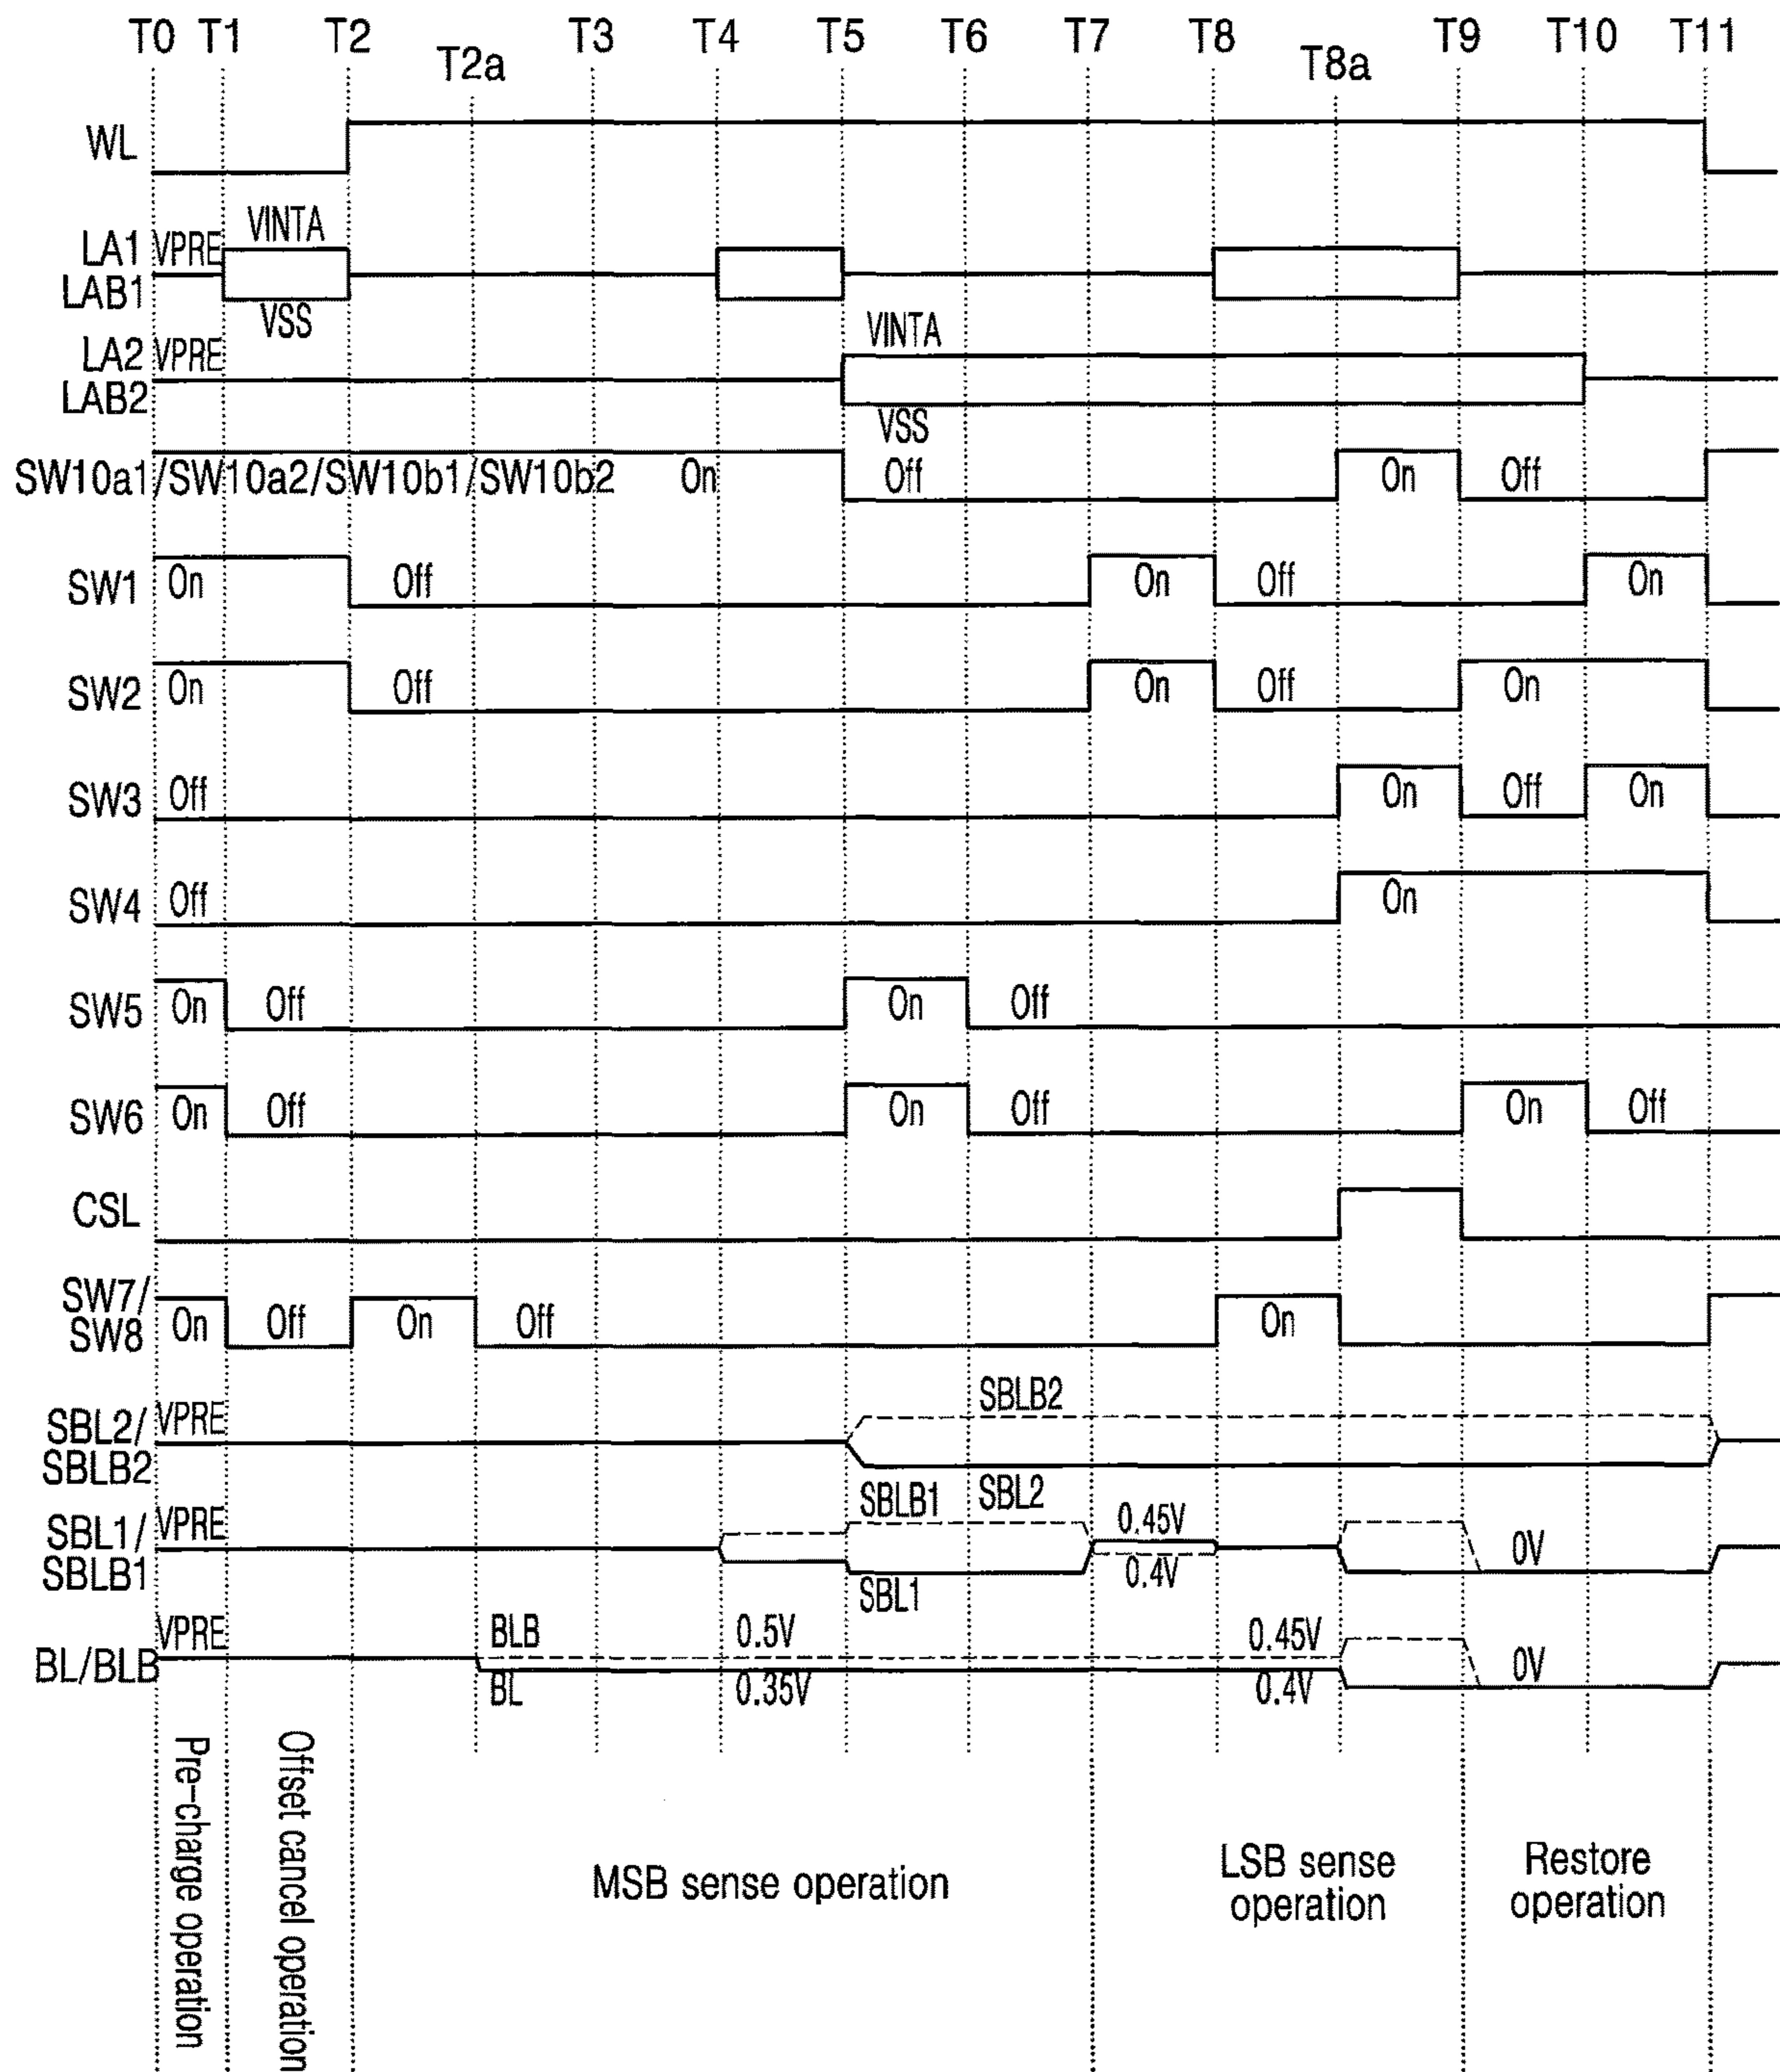 T0 T1 T2 T2a T3 T4 T5 T6 T7 T8 T8a T9 T10 T11
WL
LA1 VPRE VINTA
LAB1 VSS
LA2 VPRE VINTA
LAB2 VSS
SW10a1/SW10a2/SW10b1/SW10b2 On Off On Off
SW1 On Off On Off On
SW2 On Off On Off On
SW3 Off On Off On
SW4 Off On
SW5 On Off On Off
SW6 On Off On Off On Off
CSL
SW7/
SW8 On Off On Off On
SBL2/ VPRE SBLB2
SBLB2 SBL2
SBL1/ VPRE SBLB1 0.45V
SBLB1 SBL1 0.4V 0V
VPRE BLB 0.5V 0.45V
BL/BLB BL 0.35V 0.4V 0V
Pre-charge operation
Offset cancel operation
MSB sense operation
LSB sense
operation
Restore
operation